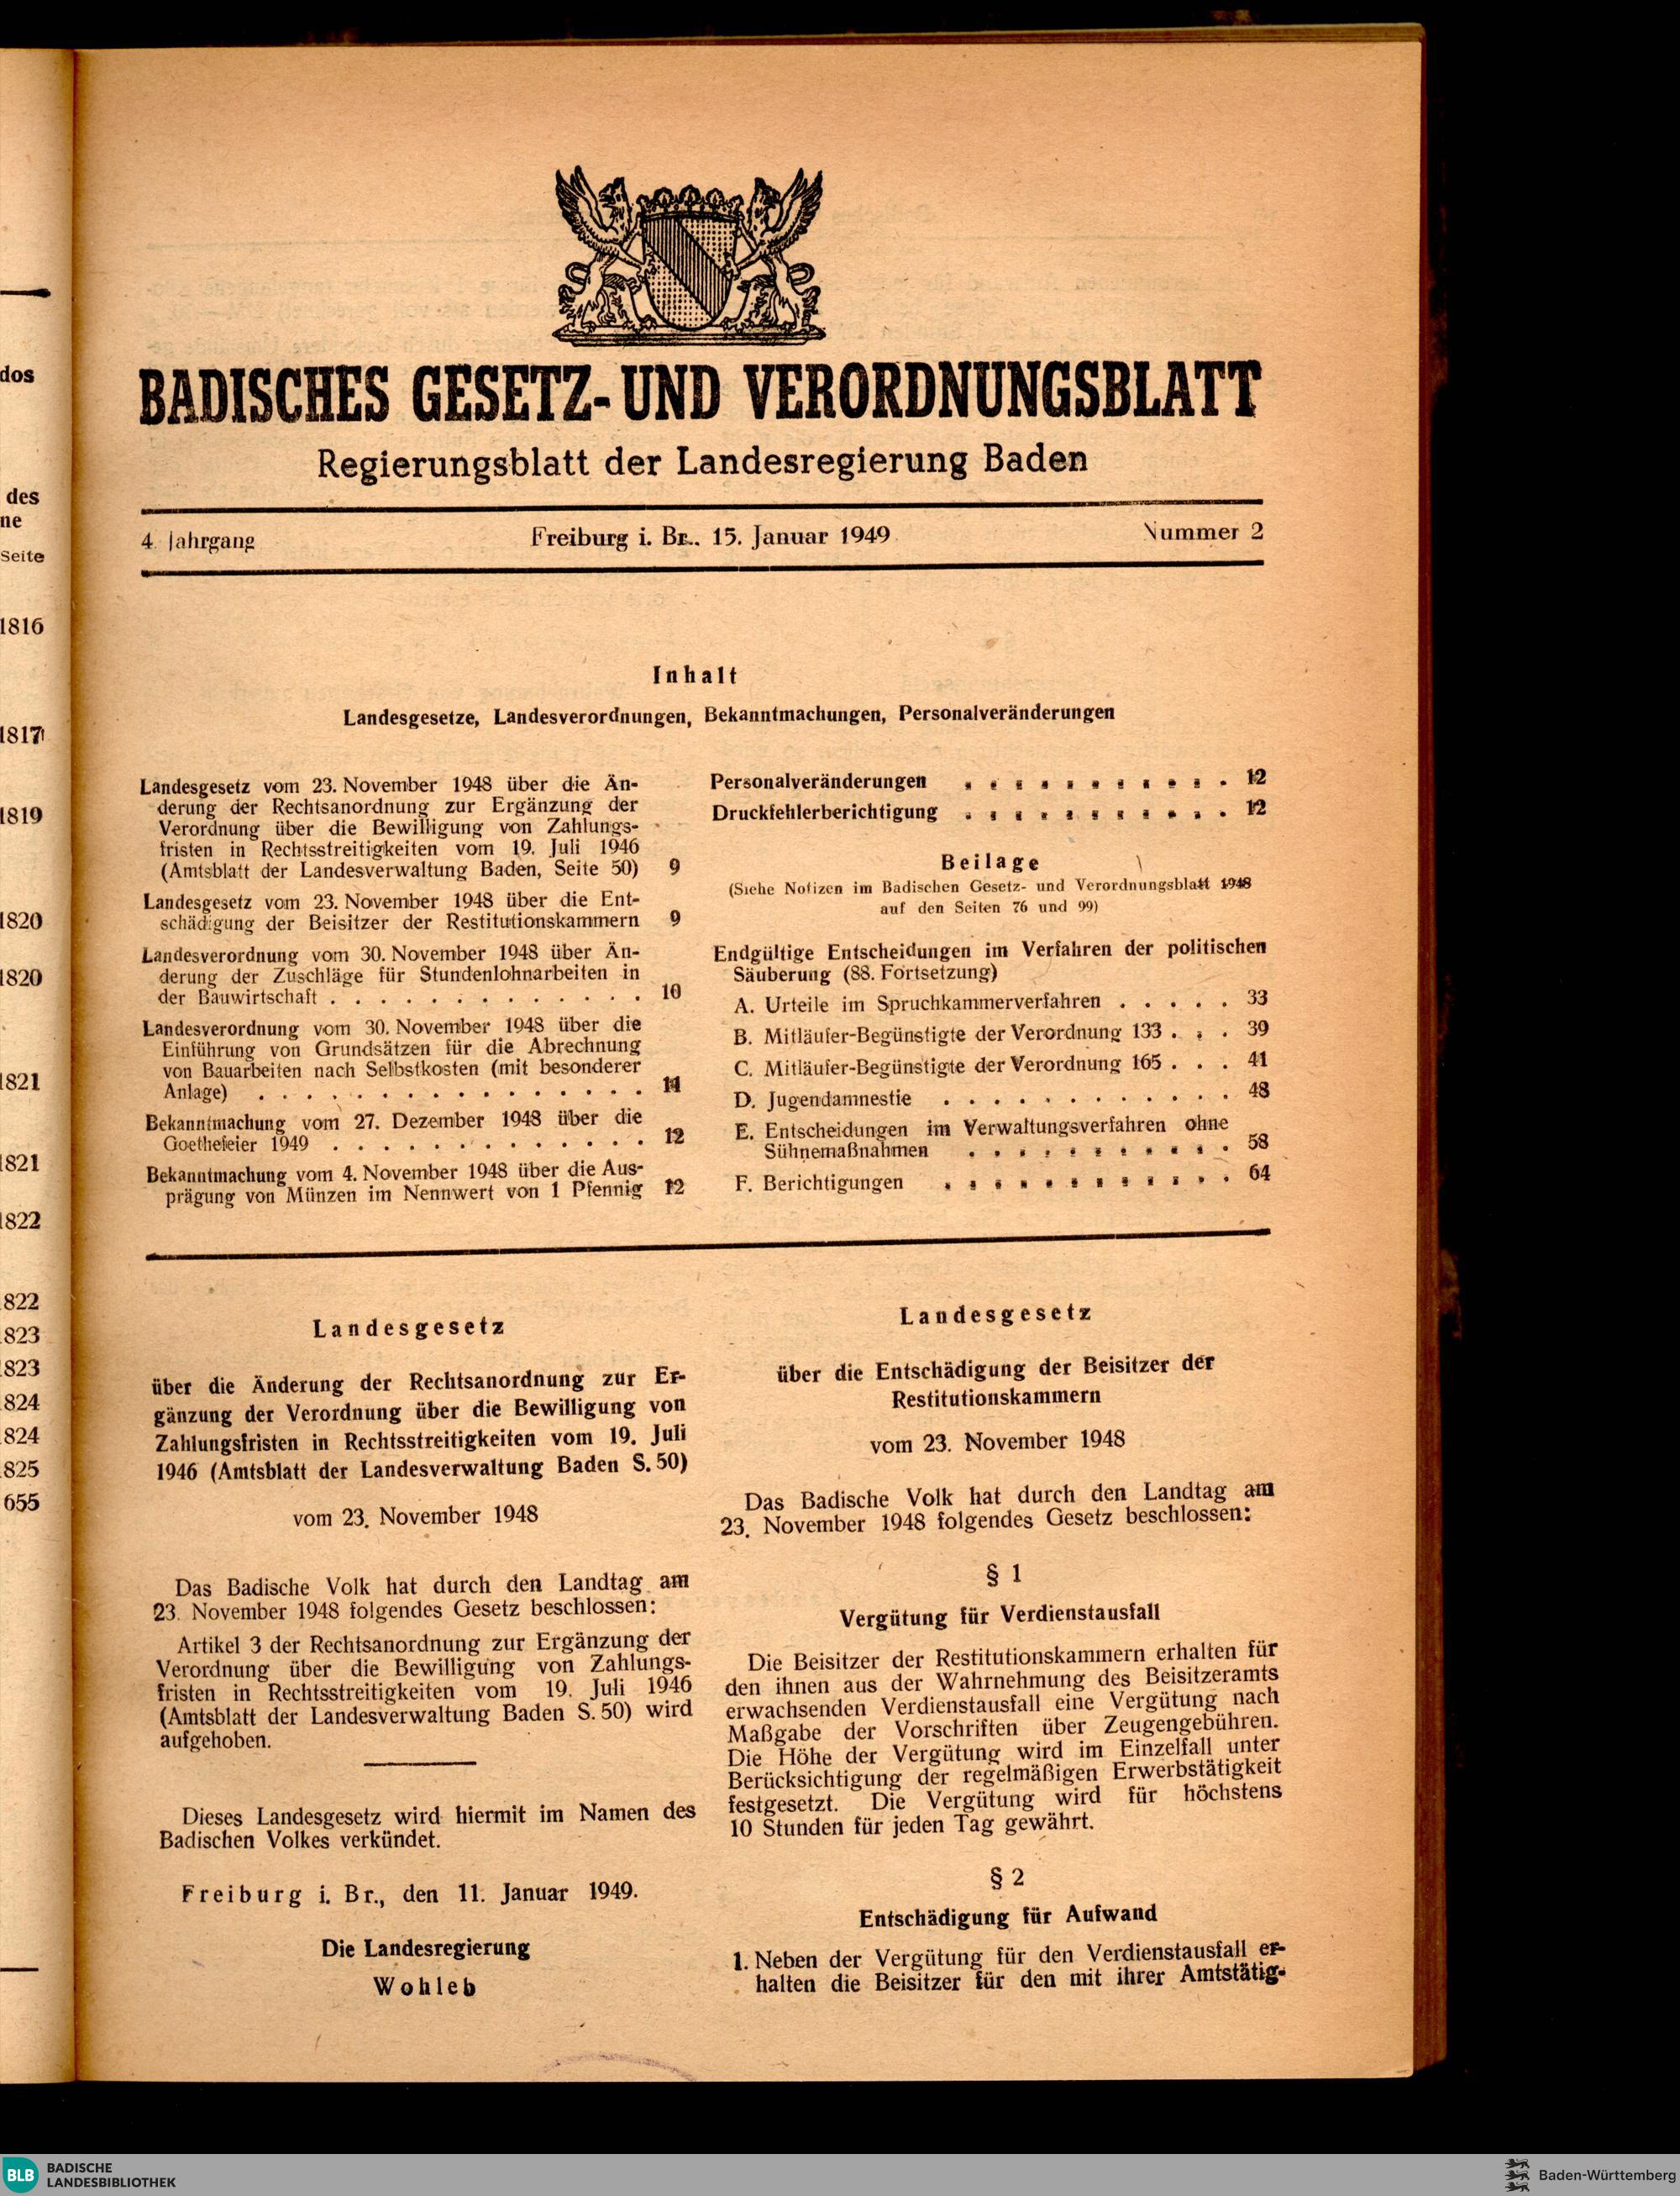 dos
des
ne
Seite
1816
1817
1819
1820
1820
1821
1821
1822
822
823
823
824
824
825
655
BADISCHES GESETZ- UND VERORDNUNGSBLATT
Regierungsblatt der Landesregierung Baden
4. Jahrgang Freiburg i. Br., 15. Januar 1949 Nummer 2
Inhalt
Landesgesetze, Landesverordnungen, Bekanntmachungen, Personalveränderungen
Landesgesetz vom 23. November 1948 über die Än-
derung der Rechtsanordnung zur Ergänzung der
Verordnung über die Bewilligung von Zahlungs-
fristen in Rechtsstreitigkeiten vom 19. Juli 1946
(Amtsblatt der Landesverwaltung Baden, Seite 50) 9
Landesgesetz vom 23. November 1948 über die Ent-
schädigung der Beisitzer der Restitutionskammern 9
Landesverordnung vom 30. November 1948 über Än-
derung der Zuschläge für Stundenlohnarbeiten in
der Bauwirtschaft . . . . . . . . . . . . . 10
Landesverordnung vom 30. November 1948 über die
Einführung von Grundsätzen für die Abrechnung
von Bauarbeiten nach Selbstkosten (mit besonderer
Anlage) . . . . . . . . . . . . . . . . 11
Bekanntmachung vom 27. Dezember 1948 über die
Goethefeier 1949 . . . . . . . . . . . . . 12
Bekanntmachung vom 4. November 1948 über die Aus-
prägung von Münzen im Nennwert von 1 Pfennig 12
Personalveränderungen . . . . . . . . . . . 12
Druckfehlerberichtigung . . . . . . . . . . . 12
Beilage
(Siehe Notizen im Badischen Gesetz- und Verordnungsblatt 1948
auf den Seiten 76 und 99)
Endgültige Entscheidungen im Verfahren der politischen
Säuberung (88. Fortsetzung)
A. Urteile im Spruchkammerverfahren . . . . . 33
B. Mitläufer-Begünstigte der Verordnung 133 . . . 39
C. Mitläufer-Begünstigte der Verordnung 165 . . . 41
D. Jugendamnestie . . . . . . . . . . . . 48
E. Entscheidungen im Verwaltungsverfahren ohne
Sühnemaßnahmen . . . . . . . . . . . 58
F. Berichtigungen . . . . . . . . . . . . 64
Landesgesetz
über die Änderung der Rechtsanordnung zur Er-
gänzung der Verordnung über die Bewilligung von
Zahlungsfristen in Rechtsstreitigkeiten vom 19. Juli
1946 (Amtsblatt der Landesverwaltung Baden S. 50)
vom 23. November 1948
Das Badische Volk hat durch den Landtag am
23. November 1948 folgendes Gesetz beschlossen:
Artikel 3 der Rechtsanordnung zur Ergänzung der
Verordnung über die Bewilligung von Zahlungs-
fristen in Rechtsstreitigkeiten vom 19. Juli 1946
(Amtsblatt der Landesverwaltung Baden S. 50) wird
aufgehoben.
Dieses Landesgesetz wird hiermit im Namen des
Badischen Volkes verkündet.
Freiburg i. Br., den 11. Januar 1949.
Die Landesregierung
Wohleb
Landesgesetz
über die Entschädigung der Beisitzer der
Restitutionskammern
vom 23. November 1948
Das Badische Volk hat durch den Landtag am
23. November 1948 folgendes Gesetz beschlossen:
§ 1
Vergütung für Verdienstausfall
Die Beisitzer der Restitutionskammern erhalten für
den ihnen aus der Wahrnehmung des Beisitzeramts
erwachsenden Verdienstausfall eine Vergütung nach
Maßgabe der Vorschriften über Zeugengebühren.
Die Höhe der Vergütung wird im Einzelfall unter
Berücksichtigung der regelmäßigen Erwerbstätigkeit
festgesetzt. Die Vergütung wird für höchstens
10 Stunden für jeden Tag gewährt.
§ 2
Entschädigung für Aufwand
1. Neben der Vergütung für den Verdienstausfall er-
halten die Beisitzer für den mit ihrer Amtstätig-
BLB BADISCHE
LANDESBIBLIOTHEK
Baden-Württemberg